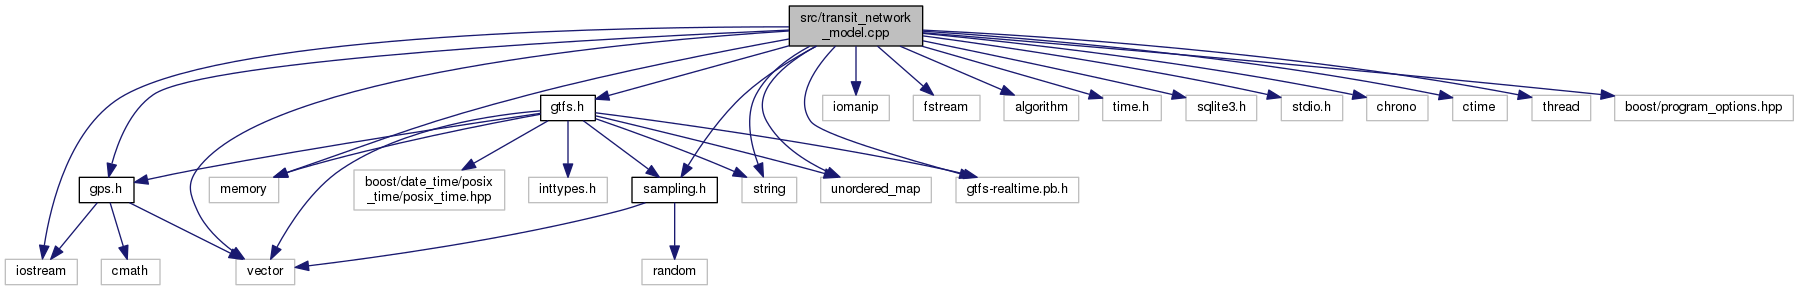 src/transit_network
_model.cpp
gtfs.h
iomanip
fstream
algorithm
time.h
sqlite3.h
stdio.h
chrono
ctime
thread
boost/program_options.hpp
gps.h
memory
boost/date_time/posix
_time/posix_time.hpp
inttypes.h
sampling.h
string
unordered_map
gtfs-realtime.pb.h
iostream
cmath
vector
random